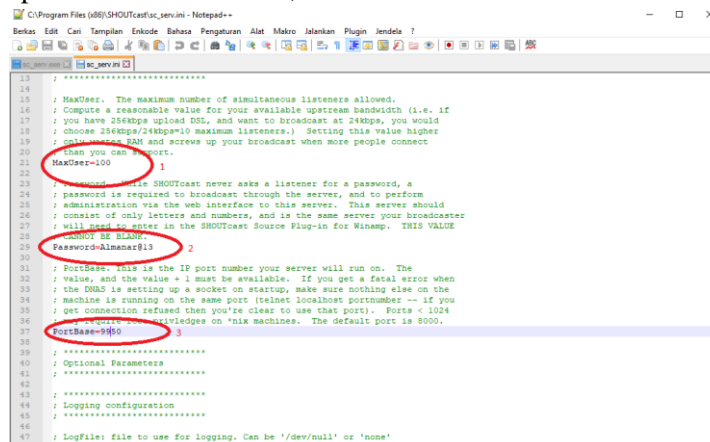 C:\Program Files (x86)\SHOUTcast\sc_serv.ini - Notepad++
Berkas Edit Cari Tampilan Enkode Bahasa Pengaturan Alat Makro Jalankan Plugin Jendela ?
sc_serv.exe sc_serv.ini
13 ; **************************
14
15 ; MaxUser. The maximum number of simultaneous listeners allowed.
16 ; Compute a reasonable value for your available upstream bandwidth (i.e. if
17 ; you have 256kbps upload DSL, and want to broadcast at 24kbps, you would
18 ; choose 256kbps/24kbps=10 maximum listeners.) Setting this value higher
19 ; only wastes RAM and screws up your broadcast when more people connect
20 ; than you can support.
21 MaxUser=100 1
22
23 ; Password. While SHOUTcast never asks a listener for a password, a
24 ; password is required to broadcast through the server, and to perform
25 ; administration via the web interface to this server. This server should
26 ; consist of only letters and numbers, and is the same server your broadcaster
27 ; will need to enter in the SHOUTcast Source Plug-in for Winamp. THIS VALUE
28 ; CANNOT BE BLANK.
29 Password=Almanar@13 2
30
31 ; PortBase. This is the IP port number your server will run on. The
32 ; value, and the value + 1 must be available. If you get a fatal error when
33 ; the DNAS is setting up a socket on startup, make sure nothing else on the
34 ; machine is running on the same port (telnet localhost portnumber -- if you
35 ; get connection refused then you're clear to use that port). Ports < 1024
36 ; may require root privledges on *nix machines. The default port is 8000.
37 PortBase=9950 3
38
39 ; **************************
40 ; Optional Parameters
41 ; **************************
42
43 ; **************************
44 ; Logging configuration
45 ; **************************
46
47 ; LogFile: file to use for logging. Can be '/dev/null' or 'none'